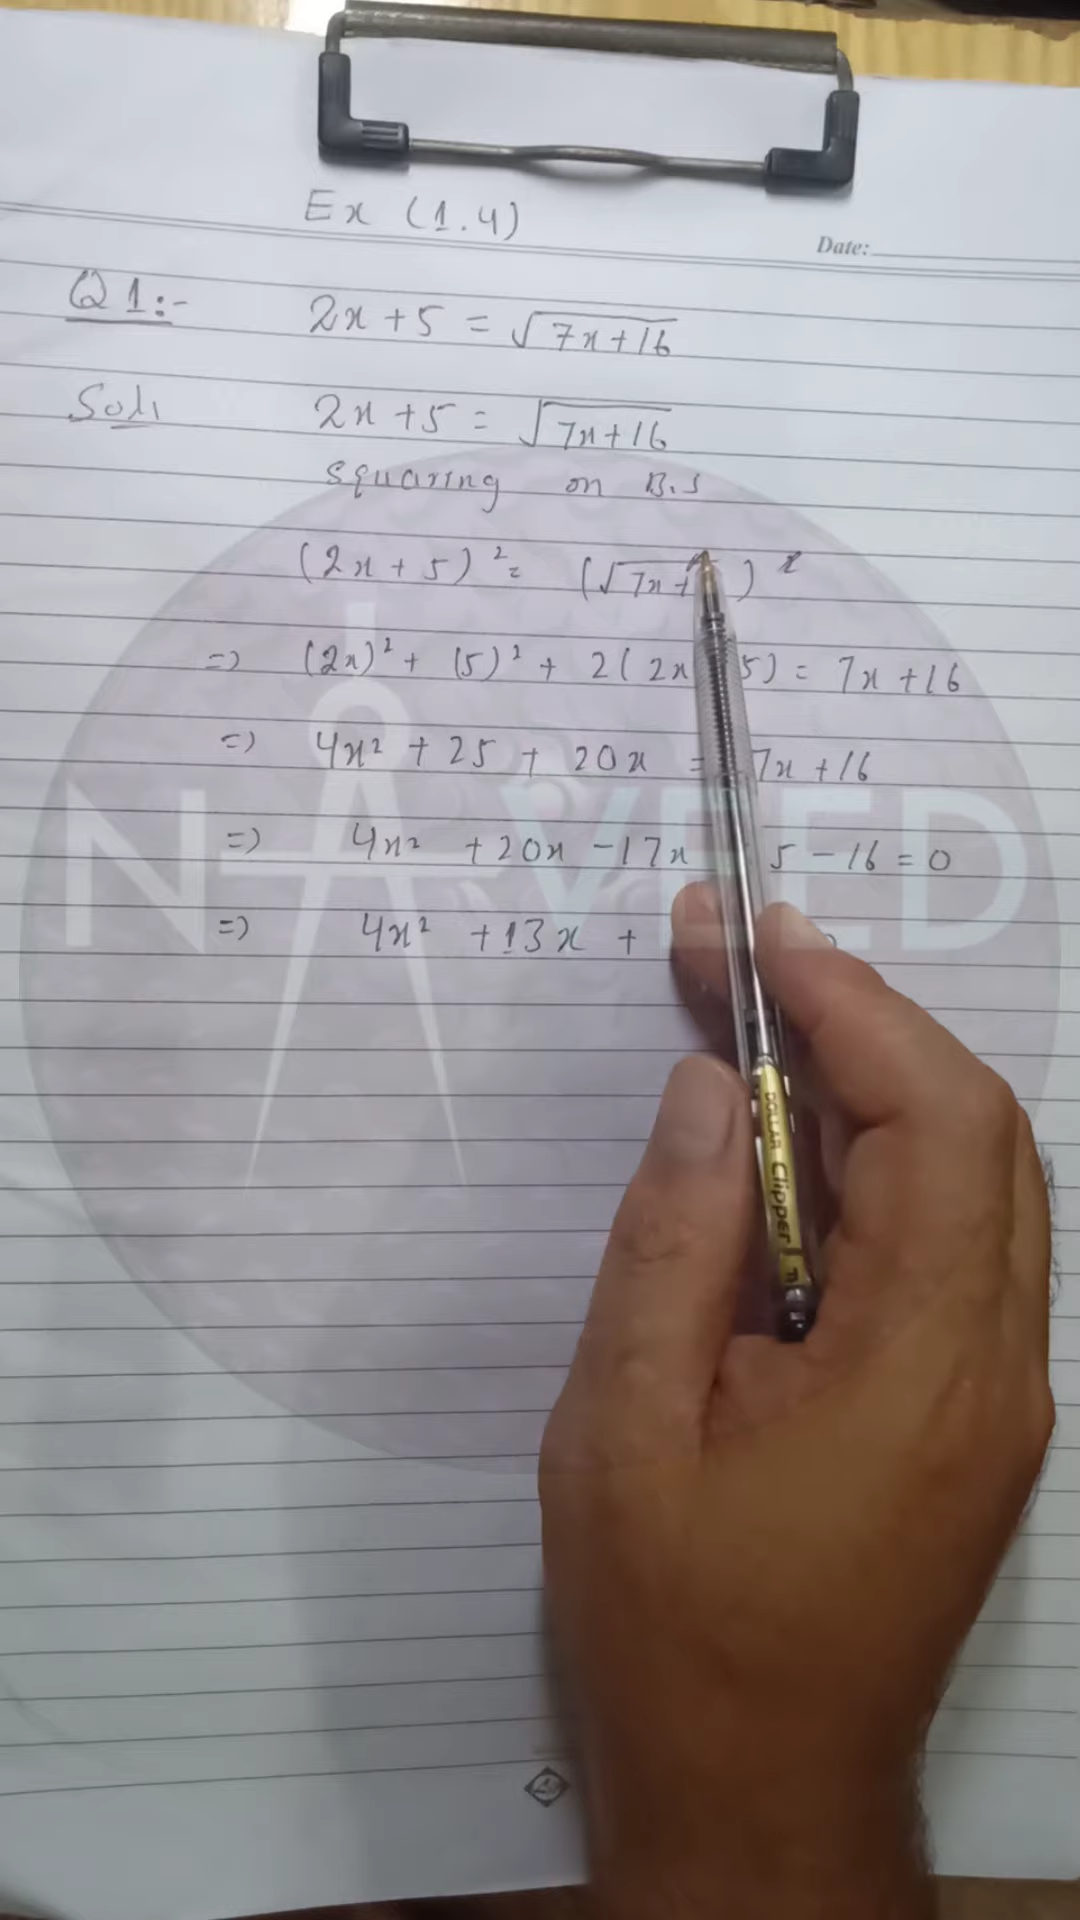 Ex (1.4)
Date:
Q1:- 2x + 5 = √7x+16
Sol: 2x + 5 = √7x+16
squaring on B.S
(2x + 5)² = (√7x+ )²
=) (2x)² + (5)² + 2(2x 5) = 7x + 16
=) 4x² + 25 + 20x = 7x + 16
=) 4x² + 20x - 17x 5 - 16 = 0
=) 4x² + 13x +
NAVEED
DOLLAR Clipper